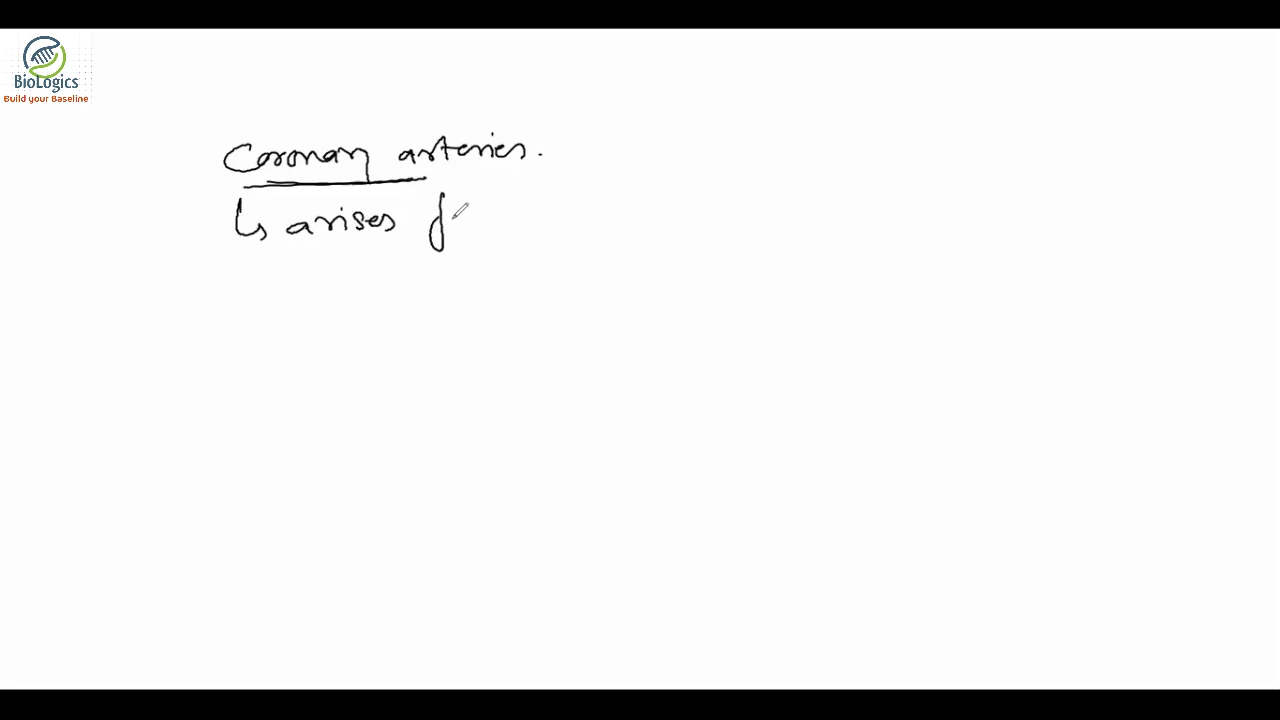 BioLogics
Build your Baseline
Coronary arteries.
↳ arises f